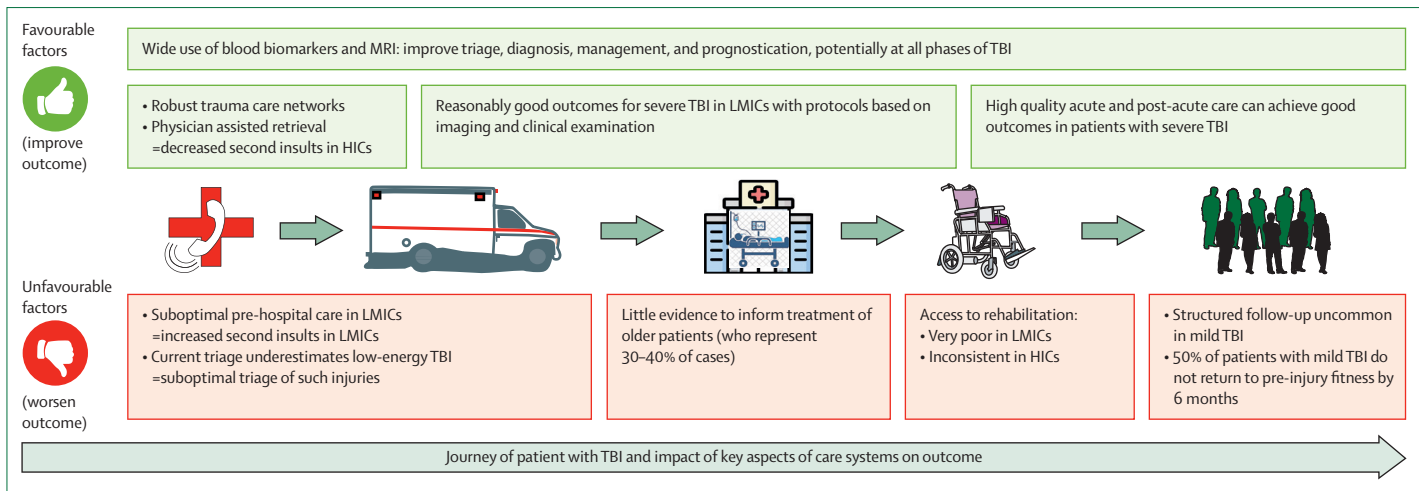 Favourable
factors
(improve
outcome)
Wide use of blood biomarkers and MRI: improve triage, diagnosis, management, and prognostication, potentially at all phases of TBI
• Robust trauma care networks
• Physician assisted retrieval
=decreased second insults in HICs
Reasonably good outcomes for severe TBI in LMICs with protocols based on
imaging and clinical examination
High quality acute and post-acute care can achieve good
outcomes in patients with severe TBI
Unfavourable
factors
(worsen
outcome)
• Suboptimal pre-hospital care in LMICs
=increased second insults in LMICs
• Current triage underestimates low-energy TBI
=suboptimal triage of such injuries
Little evidence to inform treatment of
older patients (who represent
30–40% of cases)
Access to rehabilitation:
• Very poor in LMICs
• Inconsistent in HICs
• Structured follow-up uncommon
in mild TBI
• 50% of patients with mild TBI do
not return to pre-injury fitness by
6 months
Journey of patient with TBI and impact of key aspects of care systems on outcome